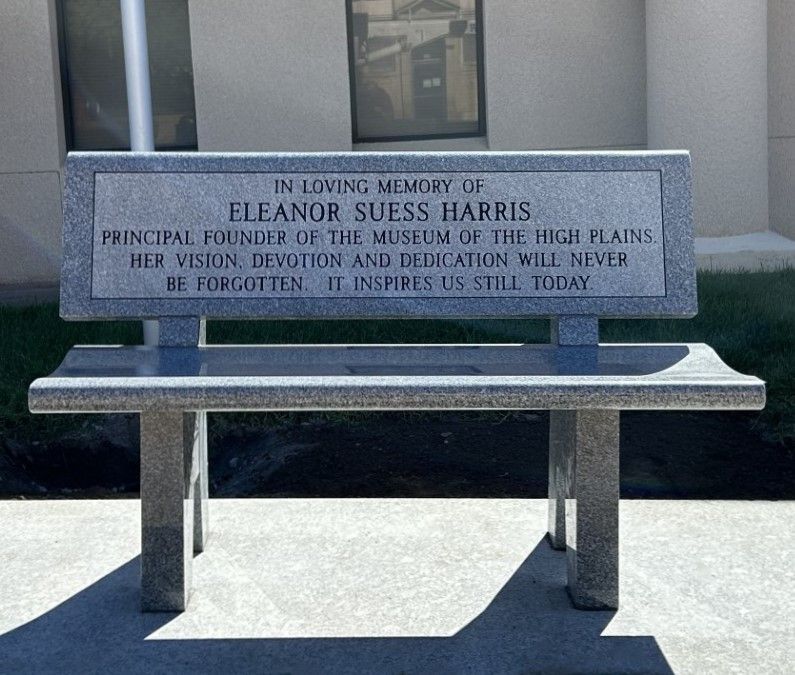 IN LOVING MEMORY OF
ELEANOR SUESS HARRIS
PRINCIPAL FOUNDER OF THE MUSEUM OF THE HIGH PLAINS.
HER VISION, DEVOTION AND DEDICATION WILL NEVER
BE FORGOTTEN. IT INSPIRES US STILL TODAY.